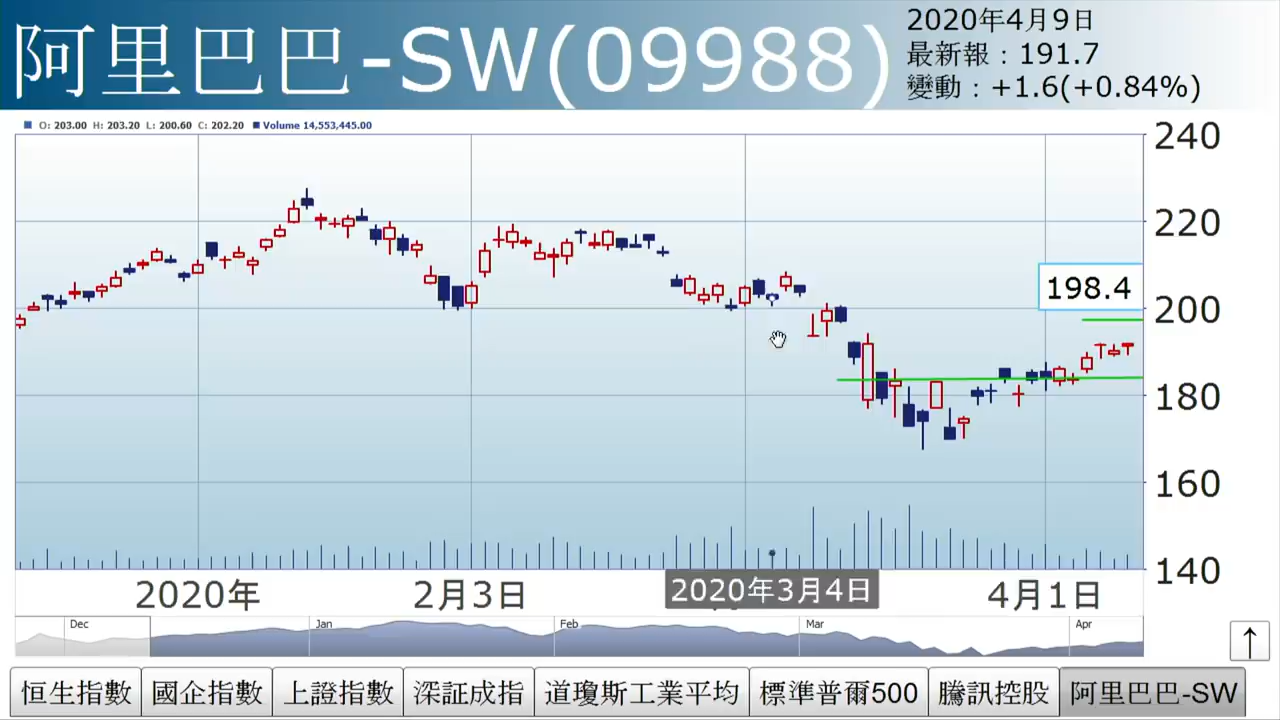 阿里巴巴-SW(09988)
2020年4月9日
最新報：191.7
變動：+1.6(+0.84%)
O: 203.00 H: 203.20 L: 200.60 C: 202.20 Volume 14,553,445.00
240
220
200
180
160
140
198.4
2020年 2月3日 2020年3月4日 4月1日
Dec Jan Feb Mar Apr
↑
恒生指數 國企指數 上證指數 深証成指 道瓊斯工業平均 標準普爾500 騰訊控股 阿里巴巴-SW